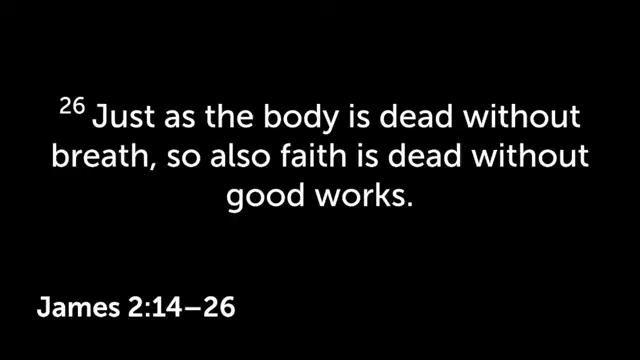 26 Just as the body is dead without
breath, so also faith is dead without
good works.
James 2:14–26